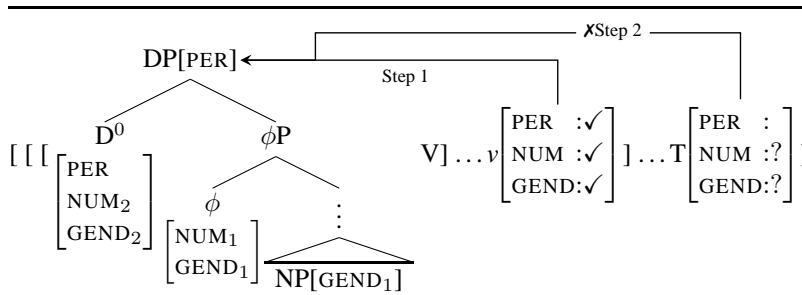 ✗Step 2
DP[PER]
Step 1
D⁰ ϕP
[ [ [ [PER V] …v [PER :✓ ] …T [PER : ]
NUM₂ NUM :✓ NUM :?
GEND₂] GEND:✓] GEND:?]
ϕ ⋮
[NUM₁
GEND₁]
NP[GEND₁]